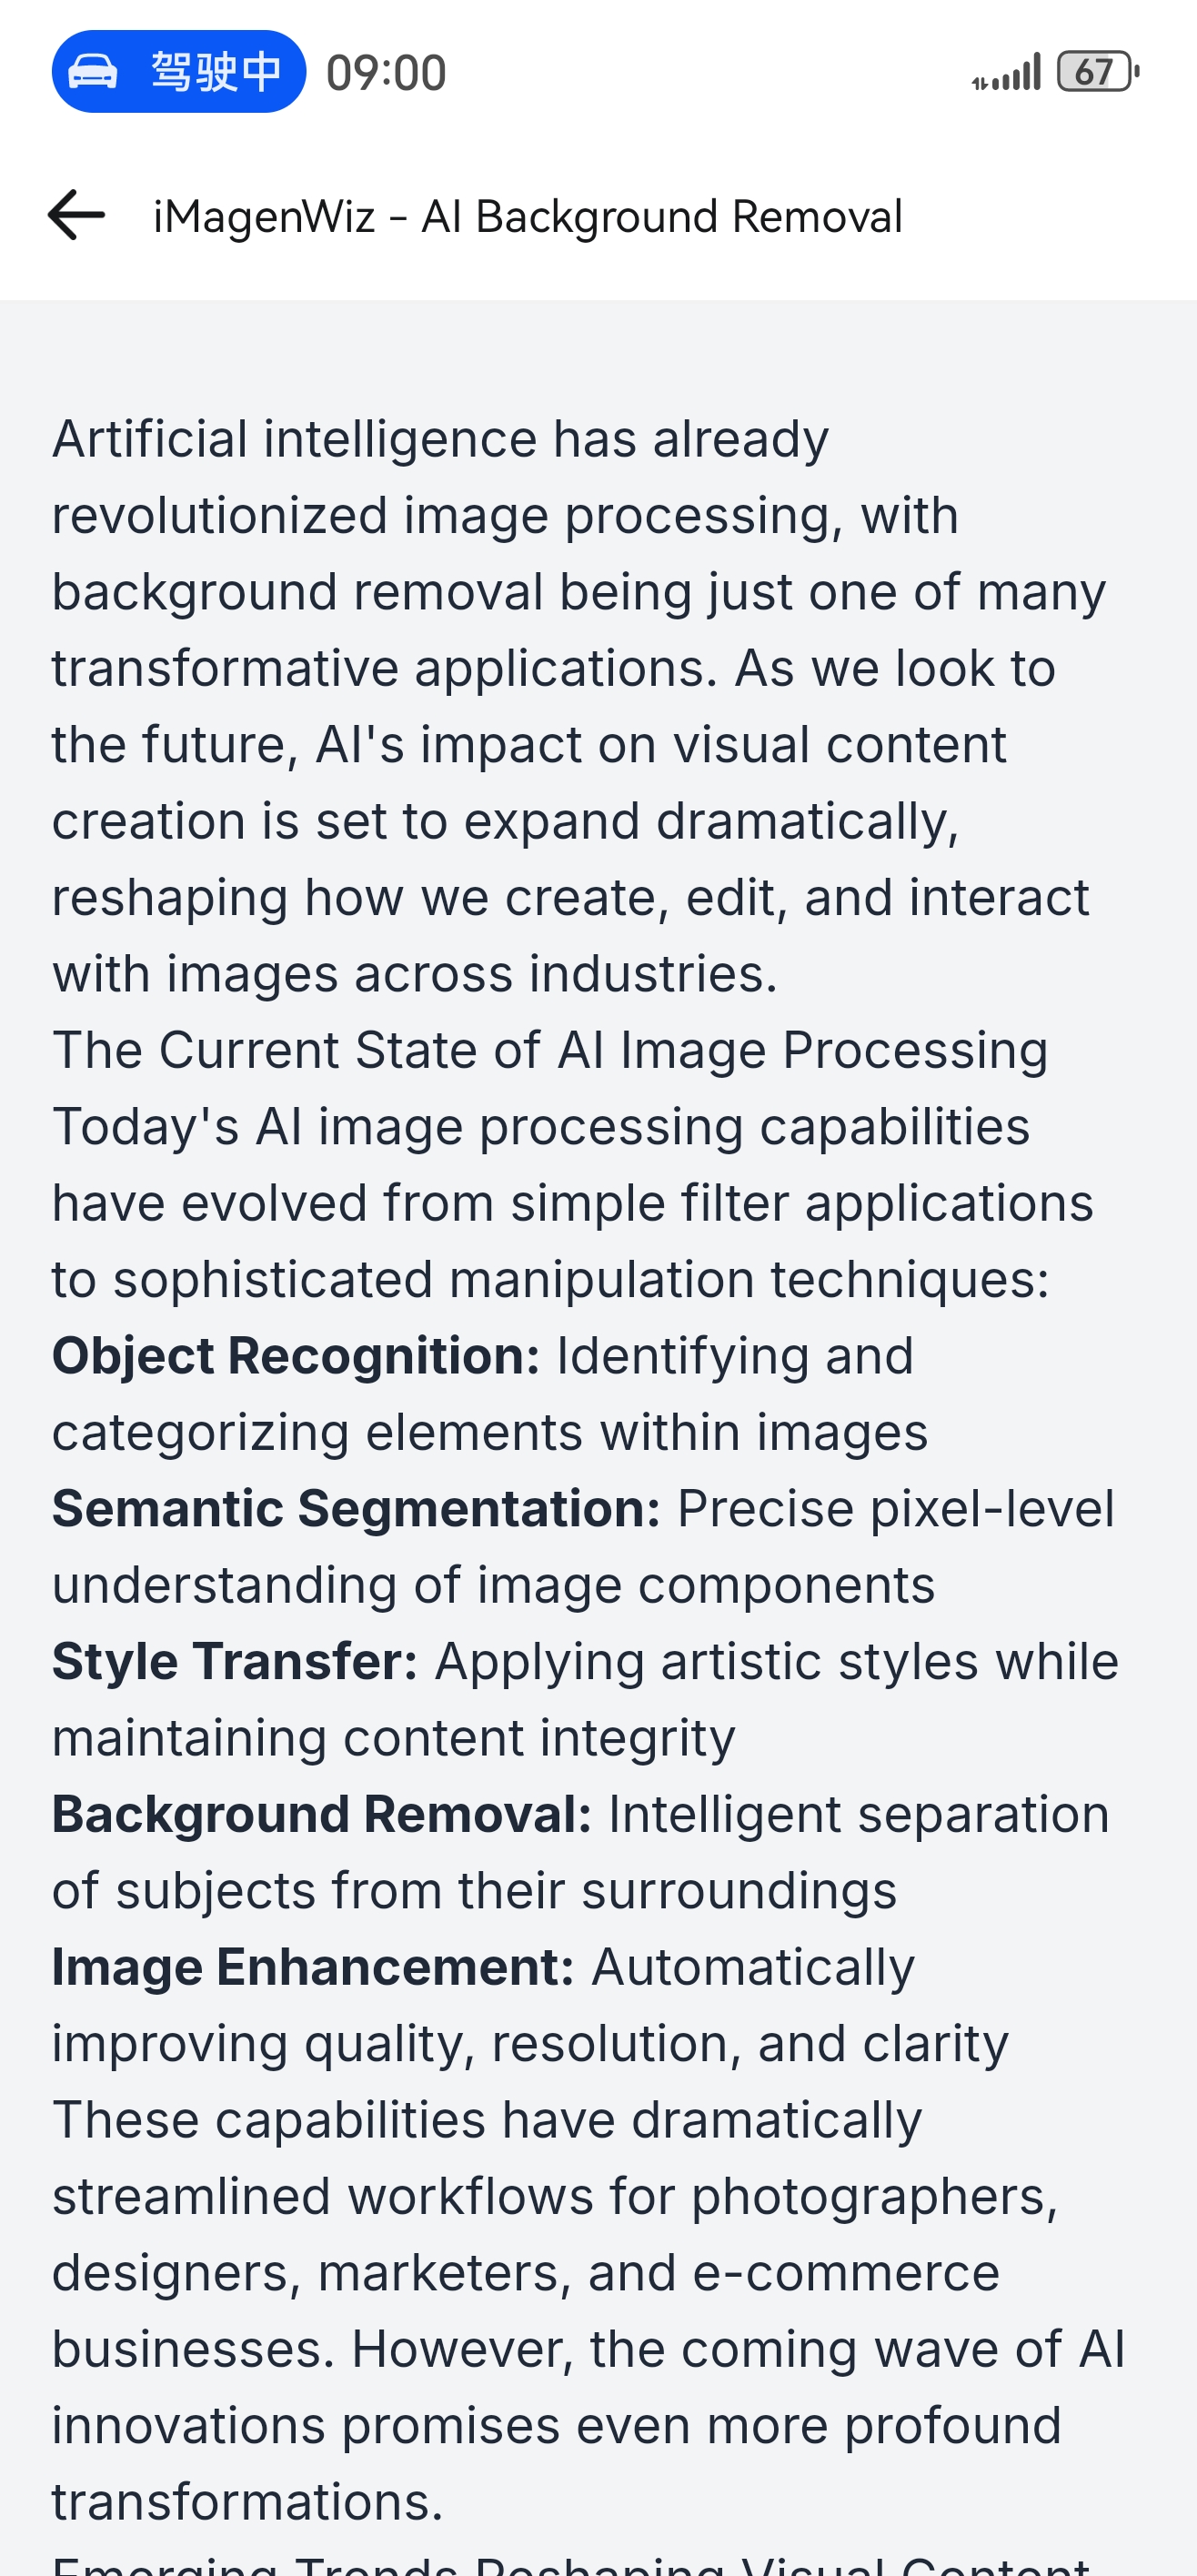 驾驶中 09:00 67
iMagenWiz - AI Background Removal
Artificial intelligence has already
revolutionized image processing, with
background removal being just one of many
transformative applications. As we look to
the future, AI's impact on visual content
creation is set to expand dramatically,
reshaping how we create, edit, and interact
with images across industries.
The Current State of AI Image Processing
Today's AI image processing capabilities
have evolved from simple filter applications
to sophisticated manipulation techniques:
Object Recognition: Identifying and
categorizing elements within images
Semantic Segmentation: Precise pixel-level
understanding of image components
Style Transfer: Applying artistic styles while
maintaining content integrity
Background Removal: Intelligent separation
of subjects from their surroundings
Image Enhancement: Automatically
improving quality, resolution, and clarity
These capabilities have dramatically
streamlined workflows for photographers,
designers, marketers, and e-commerce
businesses. However, the coming wave of AI
innovations promises even more profound
transformations.
Emerging Trends Reshaping Visual Content